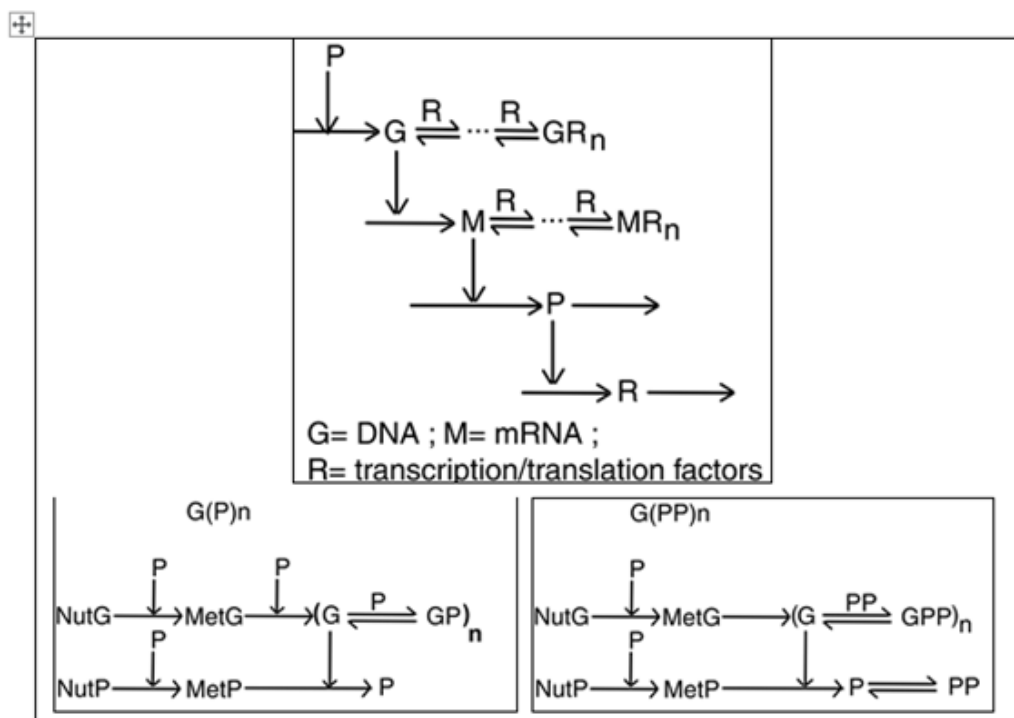 P
G R ... R GRn
M R ... R MRn
P
R
G= DNA ; M= mRNA ;
R= transcription/translation factors
G(P)n
P P
NutG MetG (G P GP)n
P
NutP MetP P
G(PP)n
P
NutG MetG (G PP GPP)n
P
NutP MetP P PP